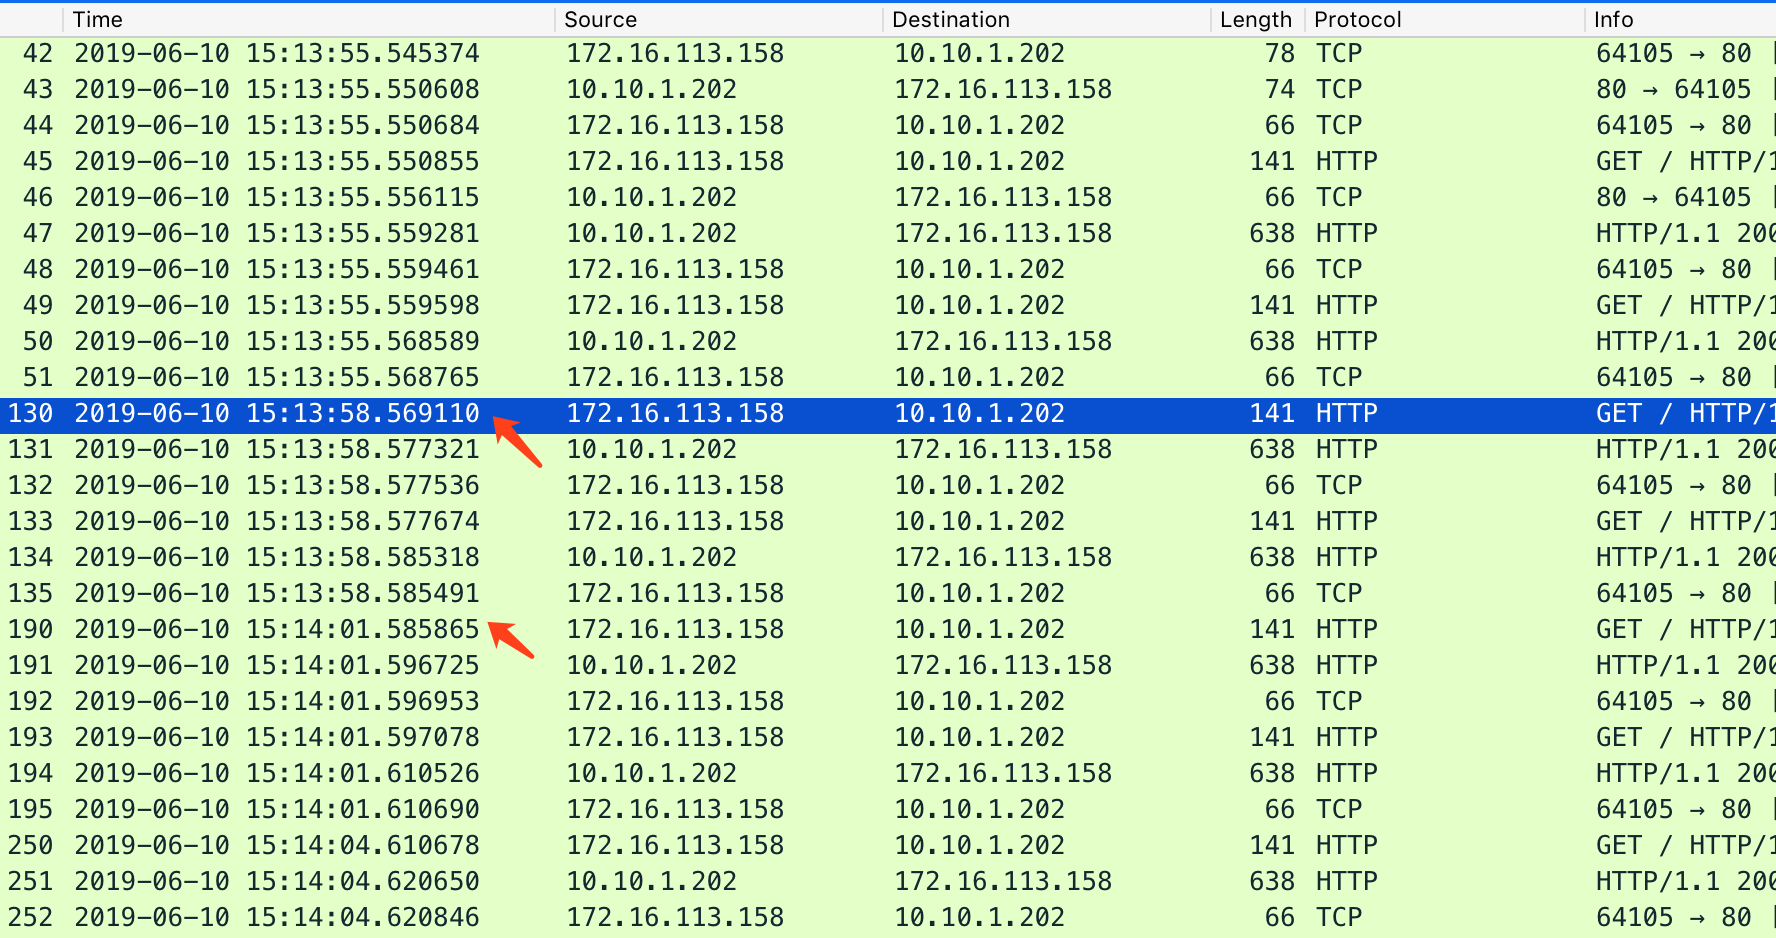 Time Source Destination Length Protocol Info
42 2019-06-10 15:13:55.545374 172.16.113.158 10.10.1.202 78 TCP 64105 → 80 [
43 2019-06-10 15:13:55.550608 10.10.1.202 172.16.113.158 74 TCP 80 → 64105 [
44 2019-06-10 15:13:55.550684 172.16.113.158 10.10.1.202 66 TCP 64105 → 80 [
45 2019-06-10 15:13:55.550855 172.16.113.158 10.10.1.202 141 HTTP GET / HTTP/1
46 2019-06-10 15:13:55.556115 10.10.1.202 172.16.113.158 66 TCP 80 → 64105 [
47 2019-06-10 15:13:55.559281 10.10.1.202 172.16.113.158 638 HTTP HTTP/1.1 200
48 2019-06-10 15:13:55.559461 172.16.113.158 10.10.1.202 66 TCP 64105 → 80 [
49 2019-06-10 15:13:55.559598 172.16.113.158 10.10.1.202 141 HTTP GET / HTTP/1
50 2019-06-10 15:13:55.568589 10.10.1.202 172.16.113.158 638 HTTP HTTP/1.1 200
51 2019-06-10 15:13:55.568765 172.16.113.158 10.10.1.202 66 TCP 64105 → 80 [
130 2019-06-10 15:13:58.569110 172.16.113.158 10.10.1.202 141 HTTP GET / HTTP/1
131 2019-06-10 15:13:58.577321 10.10.1.202 172.16.113.158 638 HTTP HTTP/1.1 200
132 2019-06-10 15:13:58.577536 172.16.113.158 10.10.1.202 66 TCP 64105 → 80 [
133 2019-06-10 15:13:58.577674 172.16.113.158 10.10.1.202 141 HTTP GET / HTTP/1
134 2019-06-10 15:13:58.585318 10.10.1.202 172.16.113.158 638 HTTP HTTP/1.1 200
135 2019-06-10 15:13:58.585491 172.16.113.158 10.10.1.202 66 TCP 64105 → 80 [
190 2019-06-10 15:14:01.585865 172.16.113.158 10.10.1.202 141 HTTP GET / HTTP/1
191 2019-06-10 15:14:01.596725 10.10.1.202 172.16.113.158 638 HTTP HTTP/1.1 200
192 2019-06-10 15:14:01.596953 172.16.113.158 10.10.1.202 66 TCP 64105 → 80 [
193 2019-06-10 15:14:01.597078 172.16.113.158 10.10.1.202 141 HTTP GET / HTTP/1
194 2019-06-10 15:14:01.610526 10.10.1.202 172.16.113.158 638 HTTP HTTP/1.1 200
195 2019-06-10 15:14:01.610690 172.16.113.158 10.10.1.202 66 TCP 64105 → 80 [
250 2019-06-10 15:14:04.610678 172.16.113.158 10.10.1.202 141 HTTP GET / HTTP/1
251 2019-06-10 15:14:04.620650 10.10.1.202 172.16.113.158 638 HTTP HTTP/1.1 200
252 2019-06-10 15:14:04.620846 172.16.113.158 10.10.1.202 66 TCP 64105 → 80 [